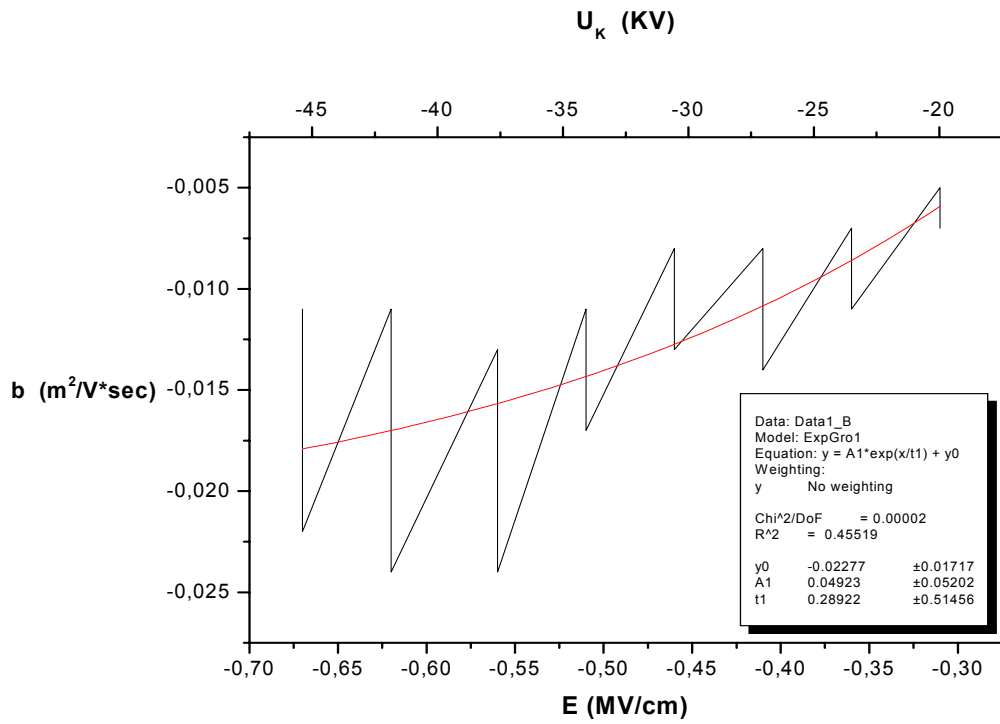 U_K (KV)
-45 -40 -35 -30 -25 -20
-0,005
-0,010
b (m²/V*sec) -0,015
-0,020
-0,025
Data: Data1_B
Model: ExpGro1
Equation: y = A1*exp(x/t1) + y0
Weighting:
y No weighting
Chi^2/DoF = 0.00002
R^2 = 0.45519
y0 -0.02277 ±0.01717
A1 0.04923 ±0.05202
t1 0.28922 ±0.51456
-0,70 -0,65 -0,60 -0,55 -0,50 -0,45 -0,40 -0,35 -0,30
E (MV/cm)